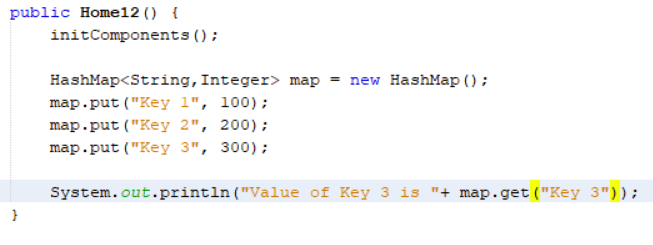 public Home12() {
initComponents();
HashMap<String,Integer> map = new HashMap();
map.put("Key 1", 100);
map.put("Key 2", 200);
map.put("Key 3", 300);
System.out.println("Value of Key 3 is "+ map.get("Key 3"));
}